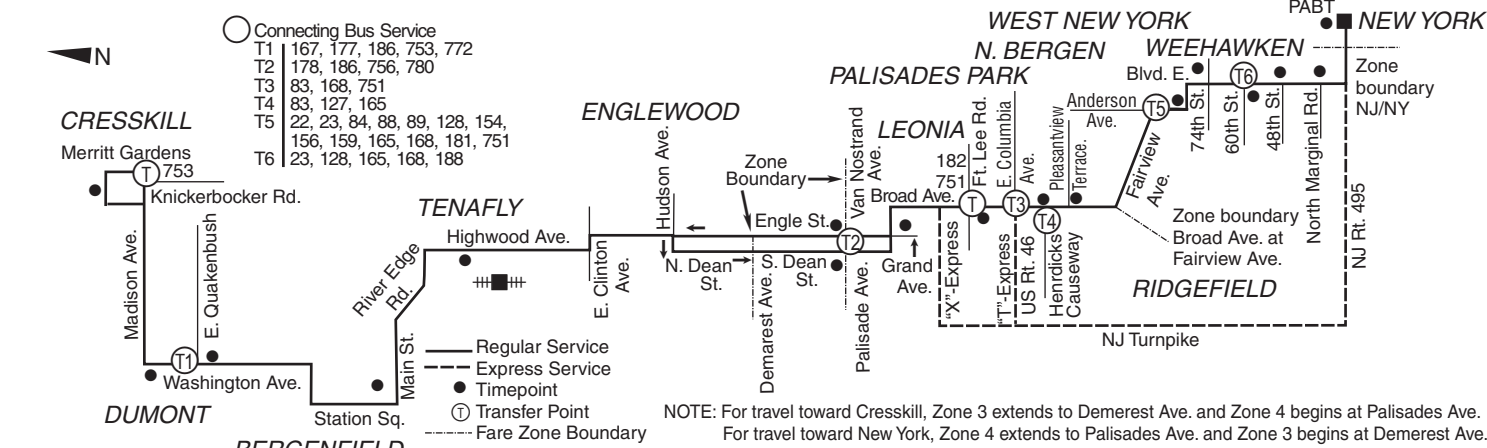 PABT
NEW YORK
WEST NEW YORK
N. BERGEN
WEEHAWKEN
PALISADES PARK
Connecting Bus Service
T1 167, 177, 186, 753, 772
T2 178, 186, 756, 780
T3 83, 168, 751
T4 83, 127, 165
T5 22, 23, 84, 88, 89, 128, 154,
156, 159, 165, 168, 181, 751
T6 23, 128, 165, 168, 188
N
CRESSKILL
Merritt Gardens
T 753
Knickerbocker Rd.
Madison Ave.
E. Quakenbush
T1
Washington Ave.
DUMONT
Station Sq.
BERGENFIELD
Main St.
River Edge
Rd.
TENAFLY
Highwood Ave.
E. Clinton
Ave.
ENGLEWOOD
Hudson Ave.
Zone
Boundary
Engle St.
N. Dean
St.
S. Dean
St.
Demarest Ave.
Van Nostrand
Ave.
T2
Palisade Ave.
Grand
Ave.
LEONIA
182
751
Broad Ave.
Ft. Lee Rd.
T
"X"-Express
E. Columbia
Ave.
T3
"T"-Express
US Rt. 46
T4
Henrdicks
Causeway
Pleasantview
Terrace.
Anderson
Ave.
T5
Fairview
Ave.
Zone boundary
Broad Ave. at
Fairview Ave.
RIDGEFIELD
Blvd. E.
74th St.
T6
60th St.
48th St.
North Marginal Rd.
Zone
boundary
NJ/NY
NJ Rt. 495
NJ Turnpike
Regular Service
Express Service
Timepoint
T Transfer Point
Fare Zone Boundary
NOTE: For travel toward Cresskill, Zone 3 extends to Demerest Ave. and Zone 4 begins at Palisades Ave.
For travel toward New York, Zone 4 extends to Palisades Ave. and Zone 3 begins at Demerest Ave.